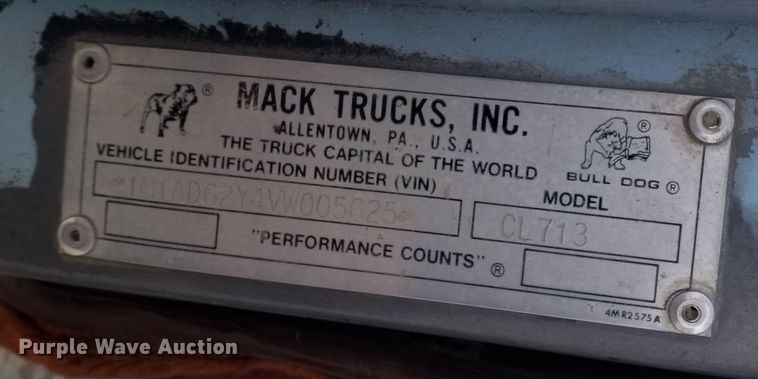 MACK TRUCKS, INC.
ALLENTOWN, PA., U.S.A.
THE TRUCK CAPITAL OF THE WORLD
BULL DOG ®
VEHICLE IDENTIFICATION NUMBER (VIN)
MODEL
1M1AD62Y4VW005625
CL713
"PERFORMANCE COUNTS" ®
4MR2575A
Purple Wave Auction